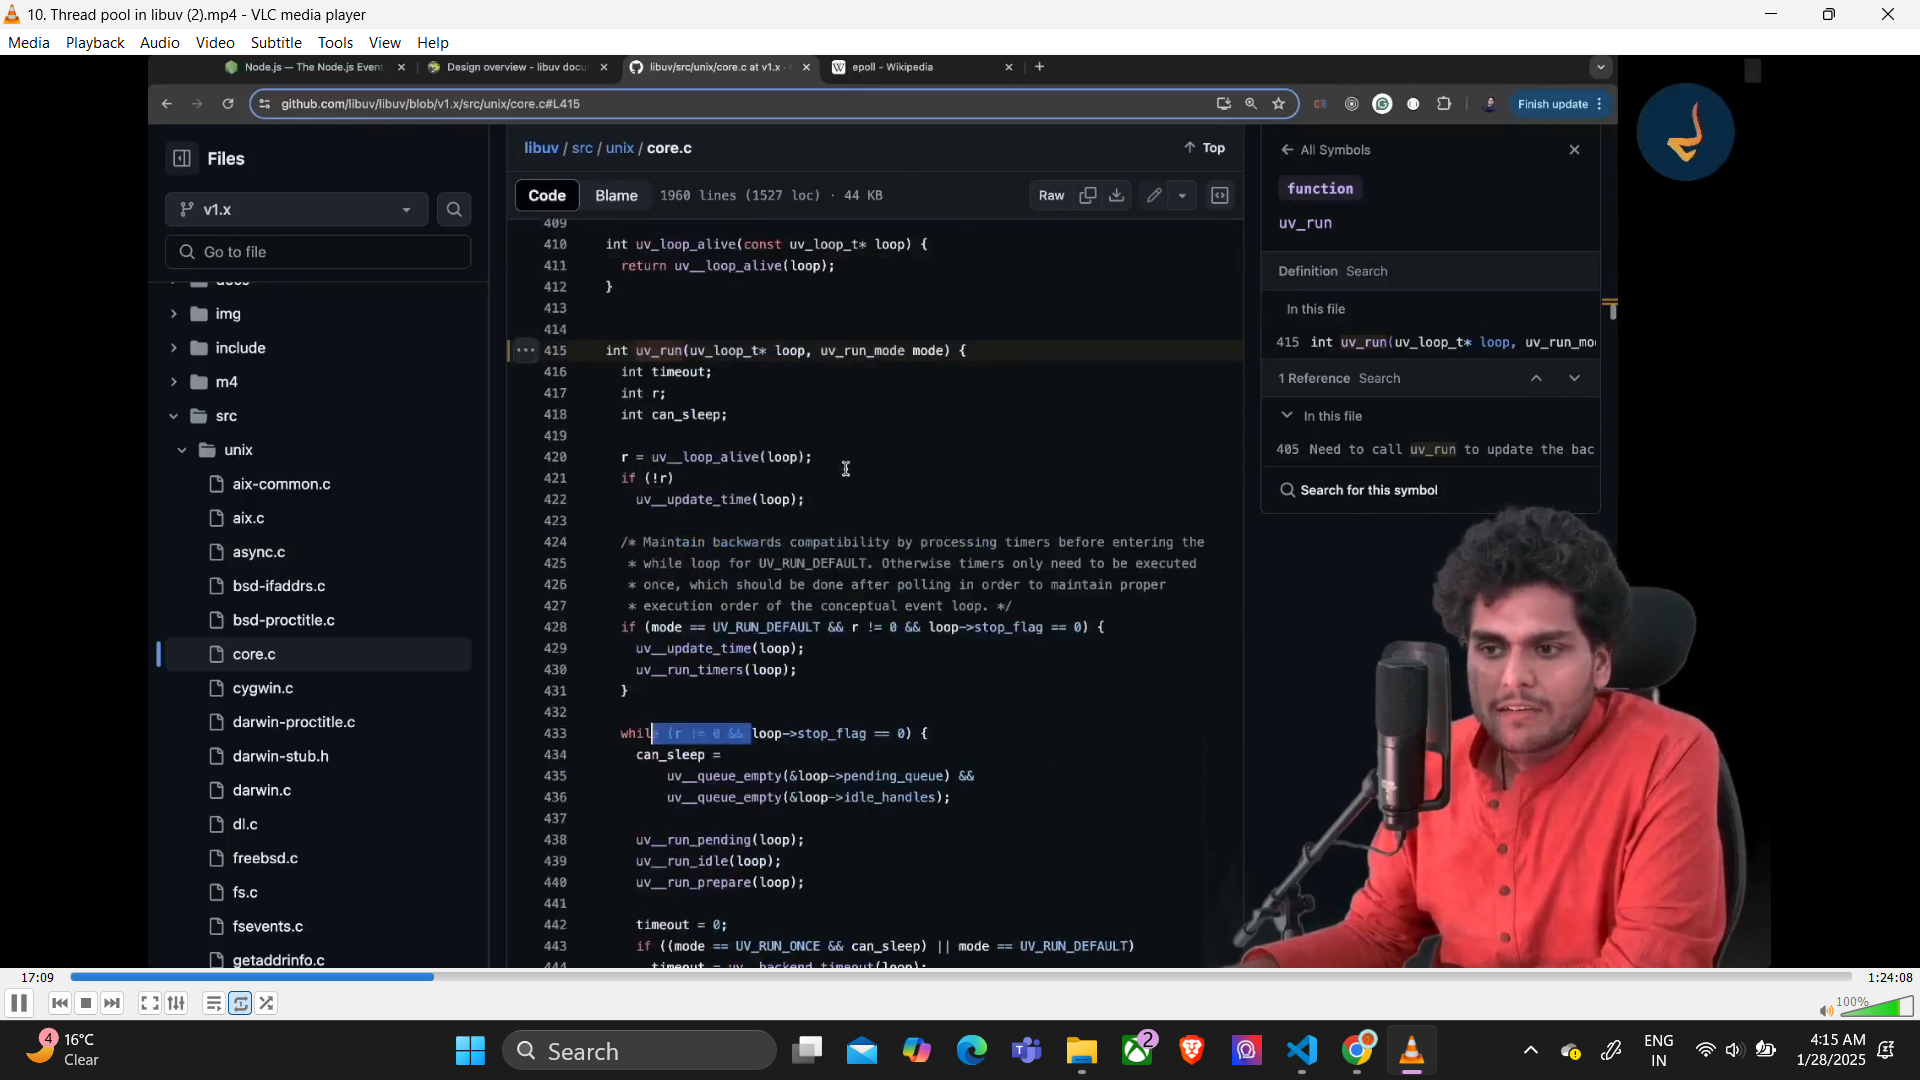 10. Thread pool in libuv (2).mp4 - VLC media player
Media Playback Audio Video Subtitle Tools View Help
Node.js — The Node.js Event
Design overview - libuv docu
libuv/src/unix/core.c at v1.x ·
epoll - Wikipedia
github.com/libuv/libuv/blob/v1.x/src/unix/core.c#L415
Finish update
Files
v1.x
Go to file
img
include
m4
src
unix
aix-common.c
aix.c
async.c
bsd-ifaddrs.c
bsd-proctitle.c
core.c
cygwin.c
darwin-proctitle.c
darwin-stub.h
darwin.c
dl.c
freebsd.c
fs.c
fsevents.c
getaddrinfo.c
libuv / src / unix / core.c
Top
Code Blame 1960 lines (1527 loc) · 44 KB Raw
409
410 int uv_loop_alive(const uv_loop_t* loop) {
411 return uv__loop_alive(loop);
412 }
413
414
415 int uv_run(uv_loop_t* loop, uv_run_mode mode) {
416 int timeout;
417 int r;
418 int can_sleep;
419
420 r = uv__loop_alive(loop);
421 if (!r)
422 uv__update_time(loop);
423
424 /* Maintain backwards compatibility by processing timers before entering the
425 * while loop for UV_RUN_DEFAULT. Otherwise timers only need to be executed
426 * once, which should be done after polling in order to maintain proper
427 * execution order of the conceptual event loop. */
428 if (mode == UV_RUN_DEFAULT && r != 0 && loop->stop_flag == 0) {
429 uv__update_time(loop);
430 uv__run_timers(loop);
431 }
432
433 while (r != 0 && loop->stop_flag == 0) {
434 can_sleep =
435 uv__queue_empty(&loop->pending_queue) &&
436 uv__queue_empty(&loop->idle_handles);
437
438 uv__run_pending(loop);
439 uv__run_idle(loop);
440 uv__run_prepare(loop);
441
442 timeout = 0;
443 if ((mode == UV_RUN_ONCE && can_sleep) || mode == UV_RUN_DEFAULT)
444 timeout = uv__backend_timeout(loop);
All Symbols
function
uv_run
Definition Search
In this file
415 int uv_run(uv_loop_t* loop, uv_run_mo
1 Reference Search
In this file
405 Need to call uv_run to update the bac
Search for this symbol
17:09
1:24:08
100%
4
16°C
Clear
Search
2
ENG
IN
4:15 AM
1/28/2025